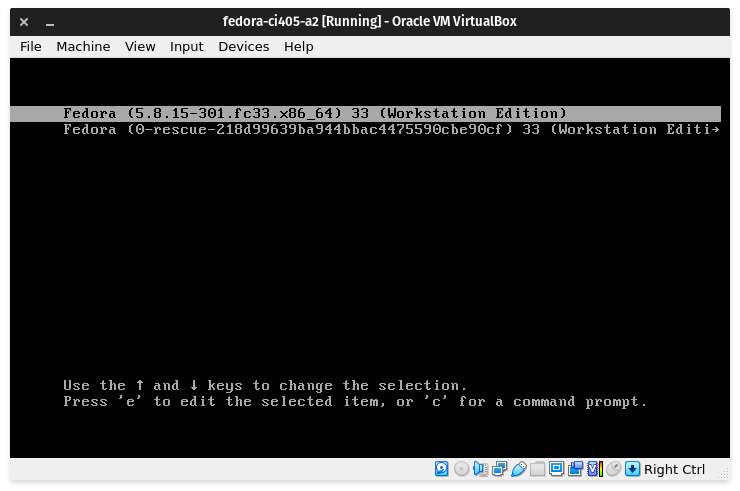 fedora-ci405-a2 [Running] - Oracle VM VirtualBox
File Machine View Input Devices Help
Fedora (5.8.15-301.fc33.x86_64) 33 (Workstation Edition)
Fedora (0-rescue-218d99639ba944bbac4475590cbe90cf) 33 (Workstation Editi→
Use the ↑ and ↓ keys to change the selection.
Press 'e' to edit the selected item, or 'c' for a command prompt.
Right Ctrl